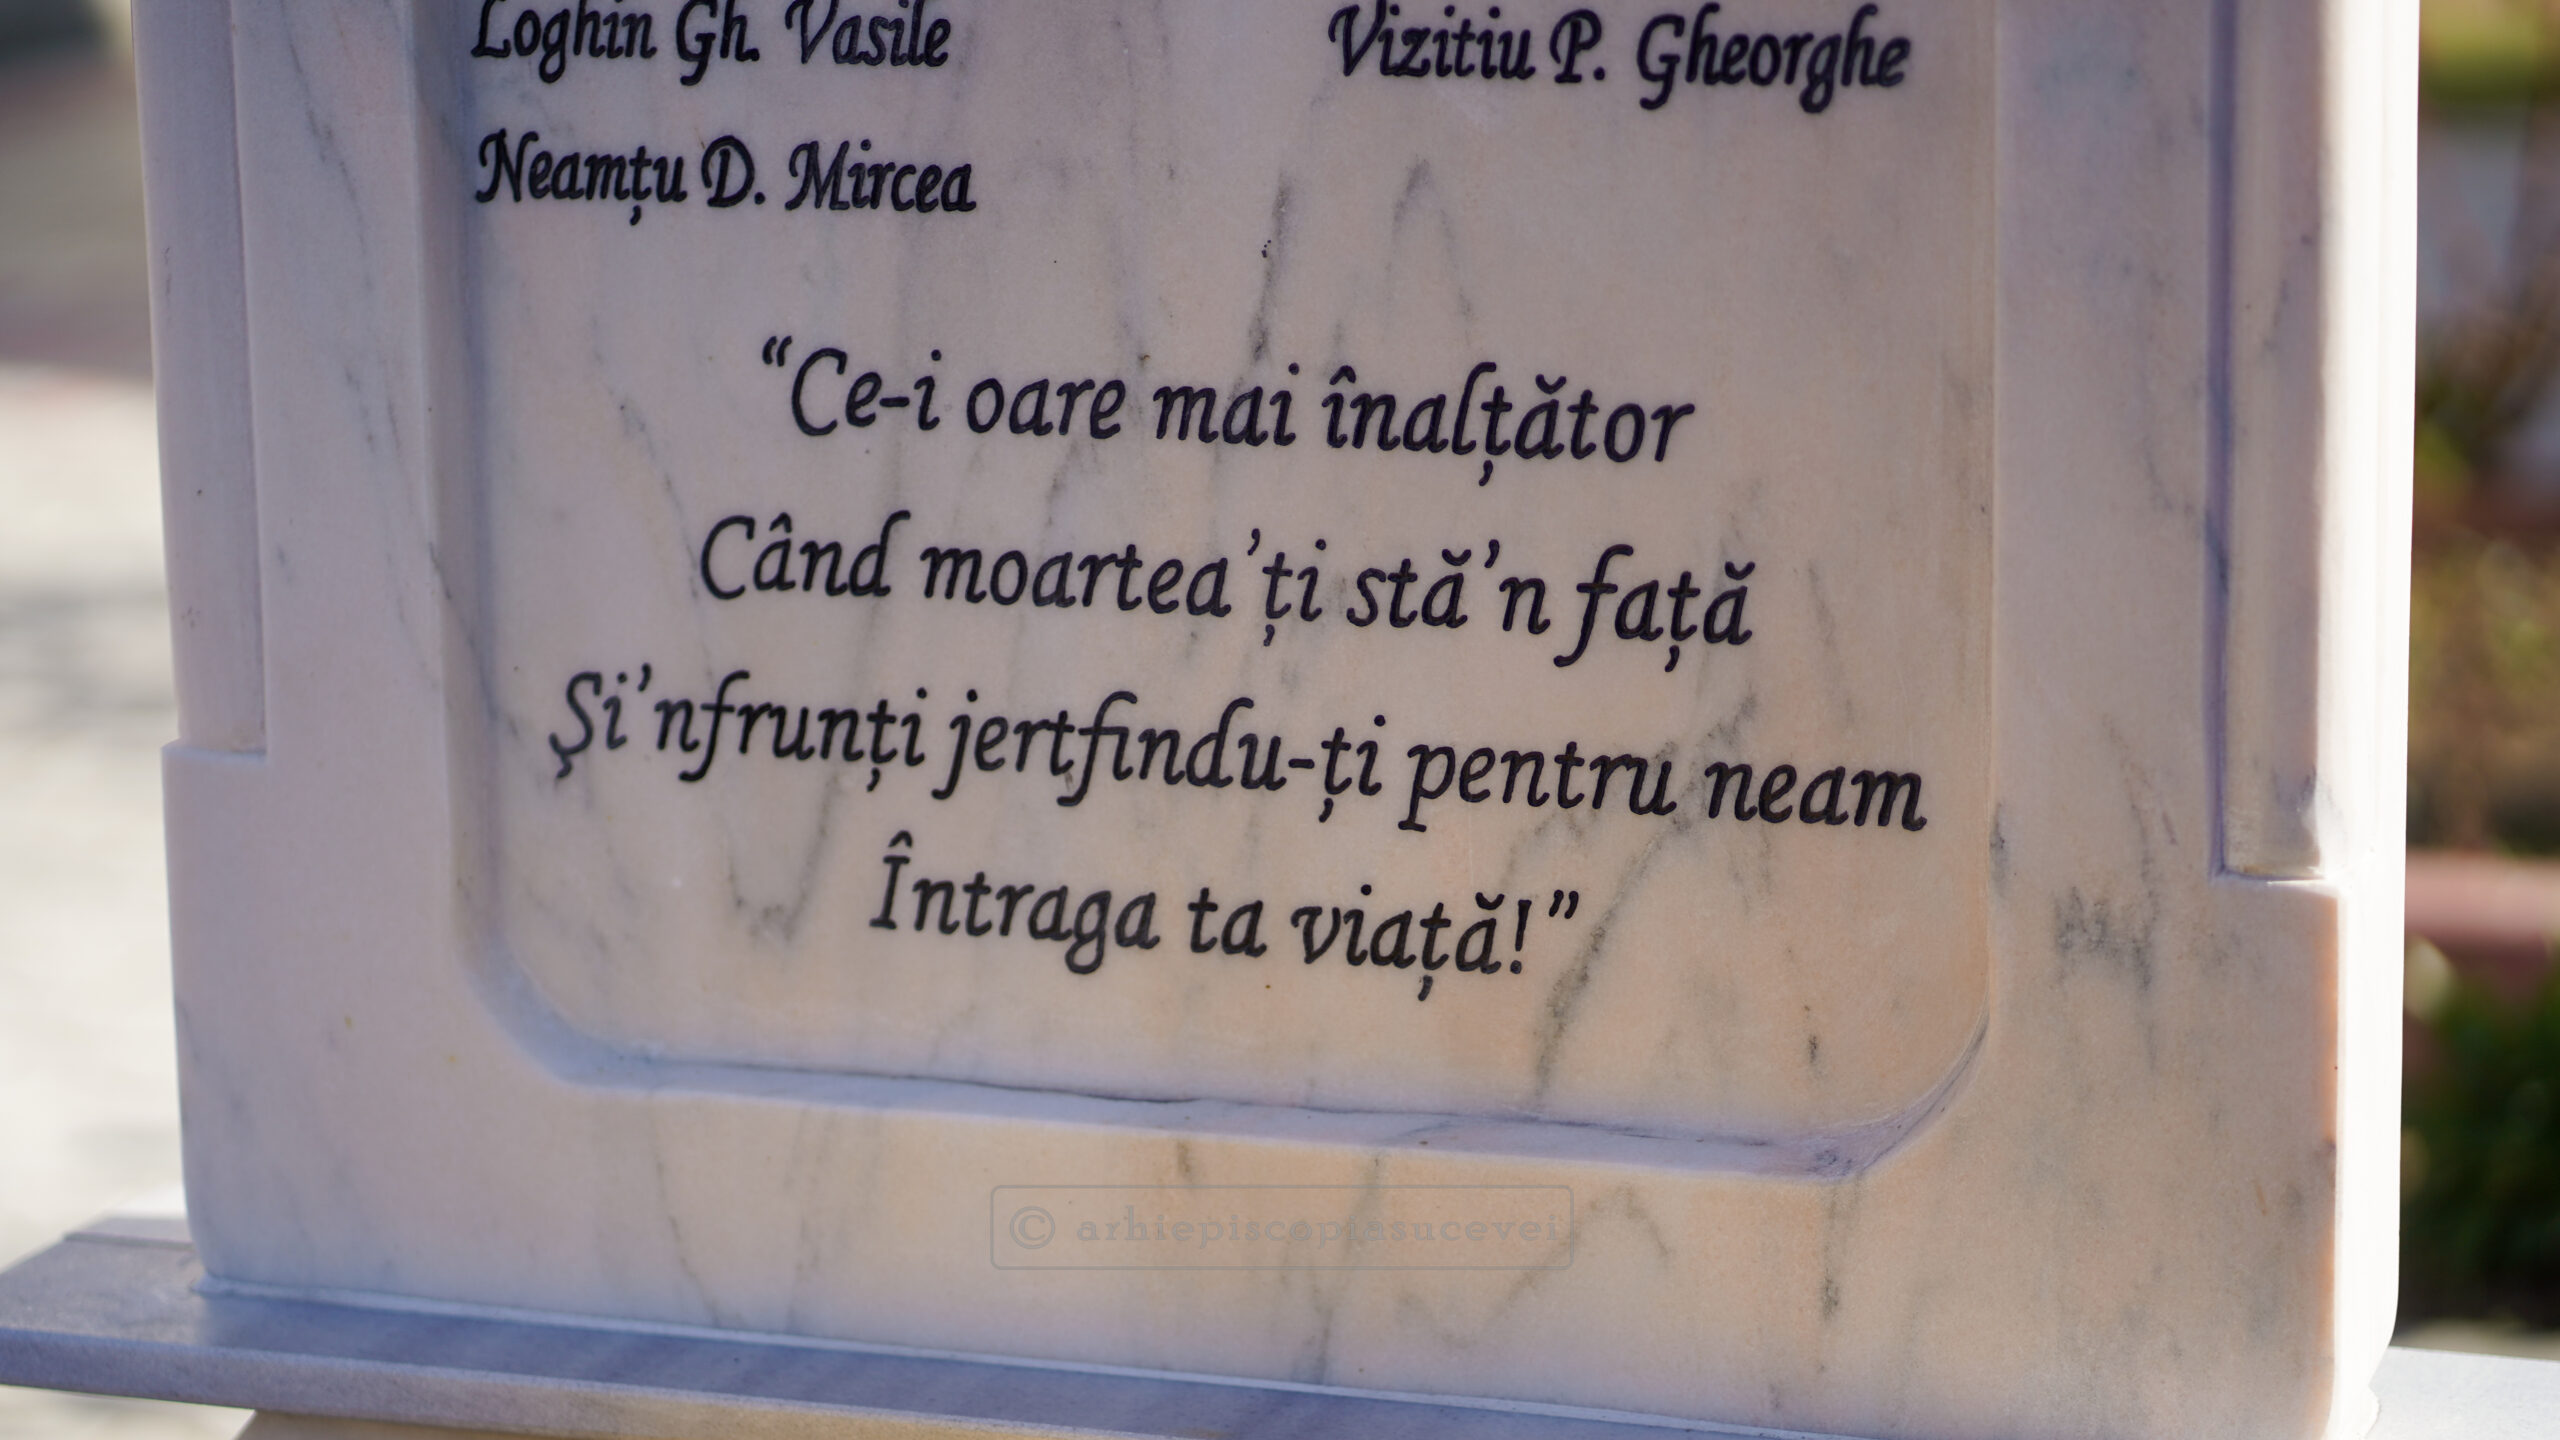 Loghin Gh. Vasile
Vizitiu P. Gheorghe
Neamțu D. Mircea
“Ce-i oare mai înalțător
Când moartea’ți stă’n față
Și’nfrunți jertfindu-ți pentru neam
Întraga ta viață!”
© arhiepiscopiasucevei